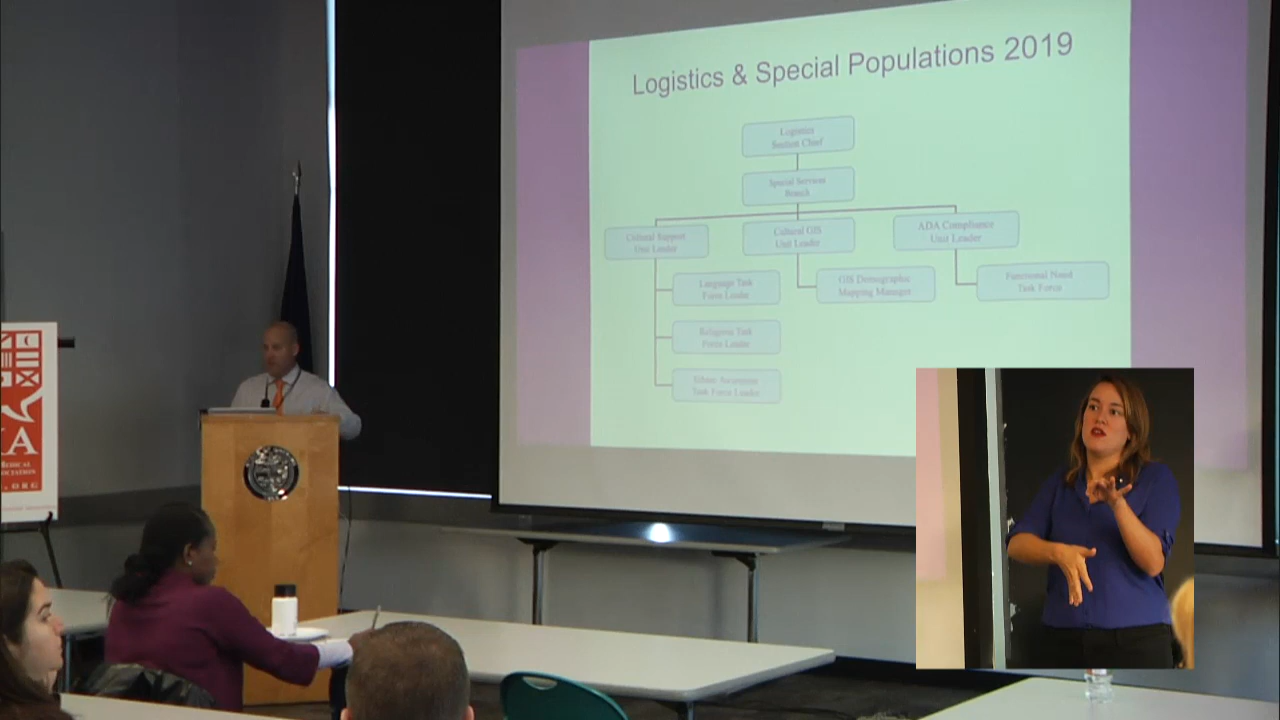 Logistics & Special Populations 2019
Logistics
Section Chief
Special Services
Branch
Cultural Support
Unit Leader
Cultural GIS
Unit Leader
ADA Compliance
Unit Leader
Language Task
Force Leader
GIS Demographic
Mapping Manager
Functional Need
Task Force
Religious Task
Force Leader
Task Force Leader
A
.ORG